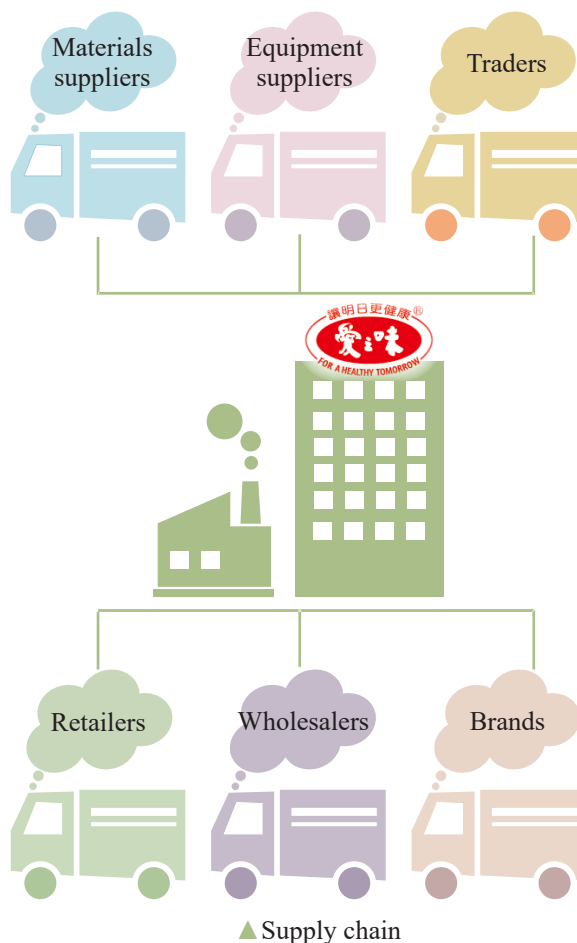 Materials
suppliers
Equipment
suppliers
Traders
讓明日更健康®
愛之味
FOR A HEALTHY TOMORROW
Retailers
Wholesalers
Brands
▲ Supply chain